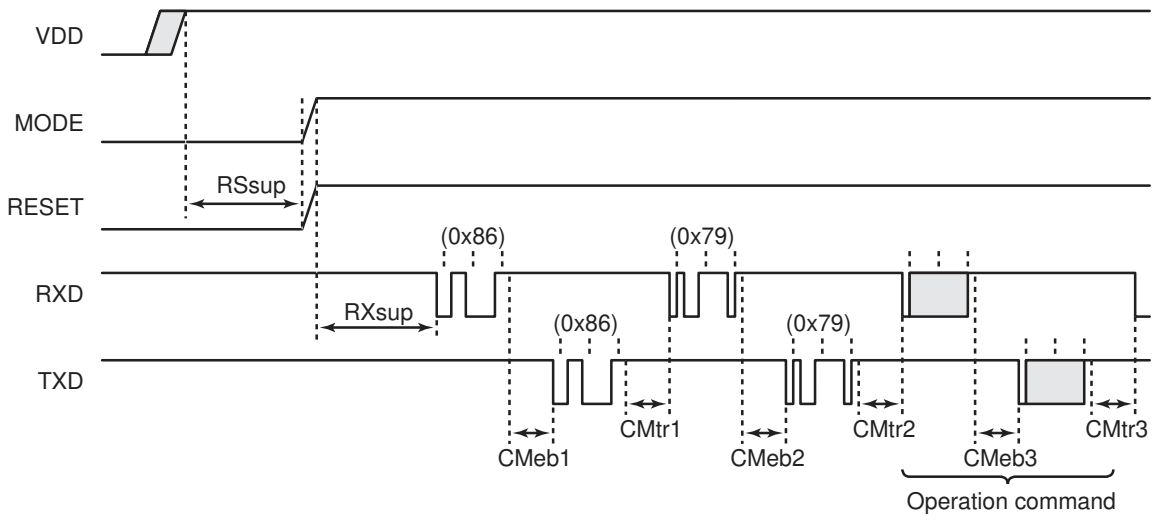 VDD
MODE
RSsup
RESET
(0x86)
(0x79)
RXD
RXsup
(0x86)
(0x79)
TXD
CMtr1
CMtr2
CMtr3
CMeb1
CMeb2
CMeb3
Operation command